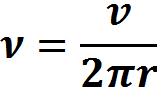 ν = v / 2πr